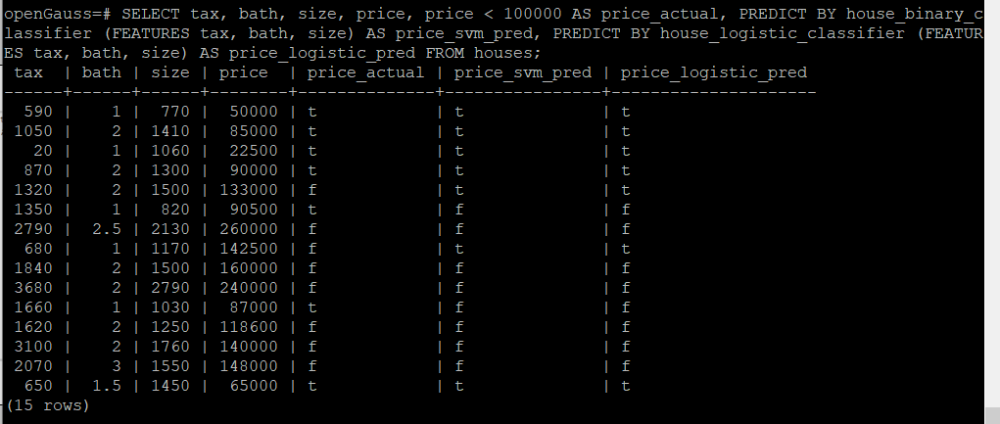 openGauss=# SELECT tax, bath, size, price, price < 100000 AS price_actual, PREDICT BY house_binary_c
lassifier (FEATURES tax, bath, size) AS price_svm_pred, PREDICT BY house_logistic_classifier (FEATUR
ES tax, bath, size) AS price_logistic_pred FROM houses;
 tax  | bath | size | price  | price_actual | price_svm_pred | price_logistic_pred
------+------+------+--------+--------------+----------------+---------------------
  590 |    1 |  770 |  50000 | t            | t              | t
 1050 |    2 | 1410 |  85000 | t            | t              | t
   20 |    1 | 1060 |  22500 | t            | t              | t
  870 |    2 | 1300 |  90000 | t            | t              | t
 1320 |    2 | 1500 | 133000 | f            | t              | t
 1350 |    1 |  820 |  90500 | t            | f              | f
 2790 |  2.5 | 2130 | 260000 | f            | f              | f
  680 |    1 | 1170 | 142500 | f            | t              | t
 1840 |    2 | 1500 | 160000 | f            | f              | f
 3680 |    2 | 2790 | 240000 | f            | f              | f
 1660 |    1 | 1030 |  87000 | t            | f              | f
 1620 |    2 | 1250 | 118600 | f            | f              | f
 3100 |    2 | 1760 | 140000 | f            | f              | f
 2070 |    3 | 1550 | 148000 | f            | f              | f
  650 |  1.5 | 1450 |  65000 | t            | t              | t
(15 rows)